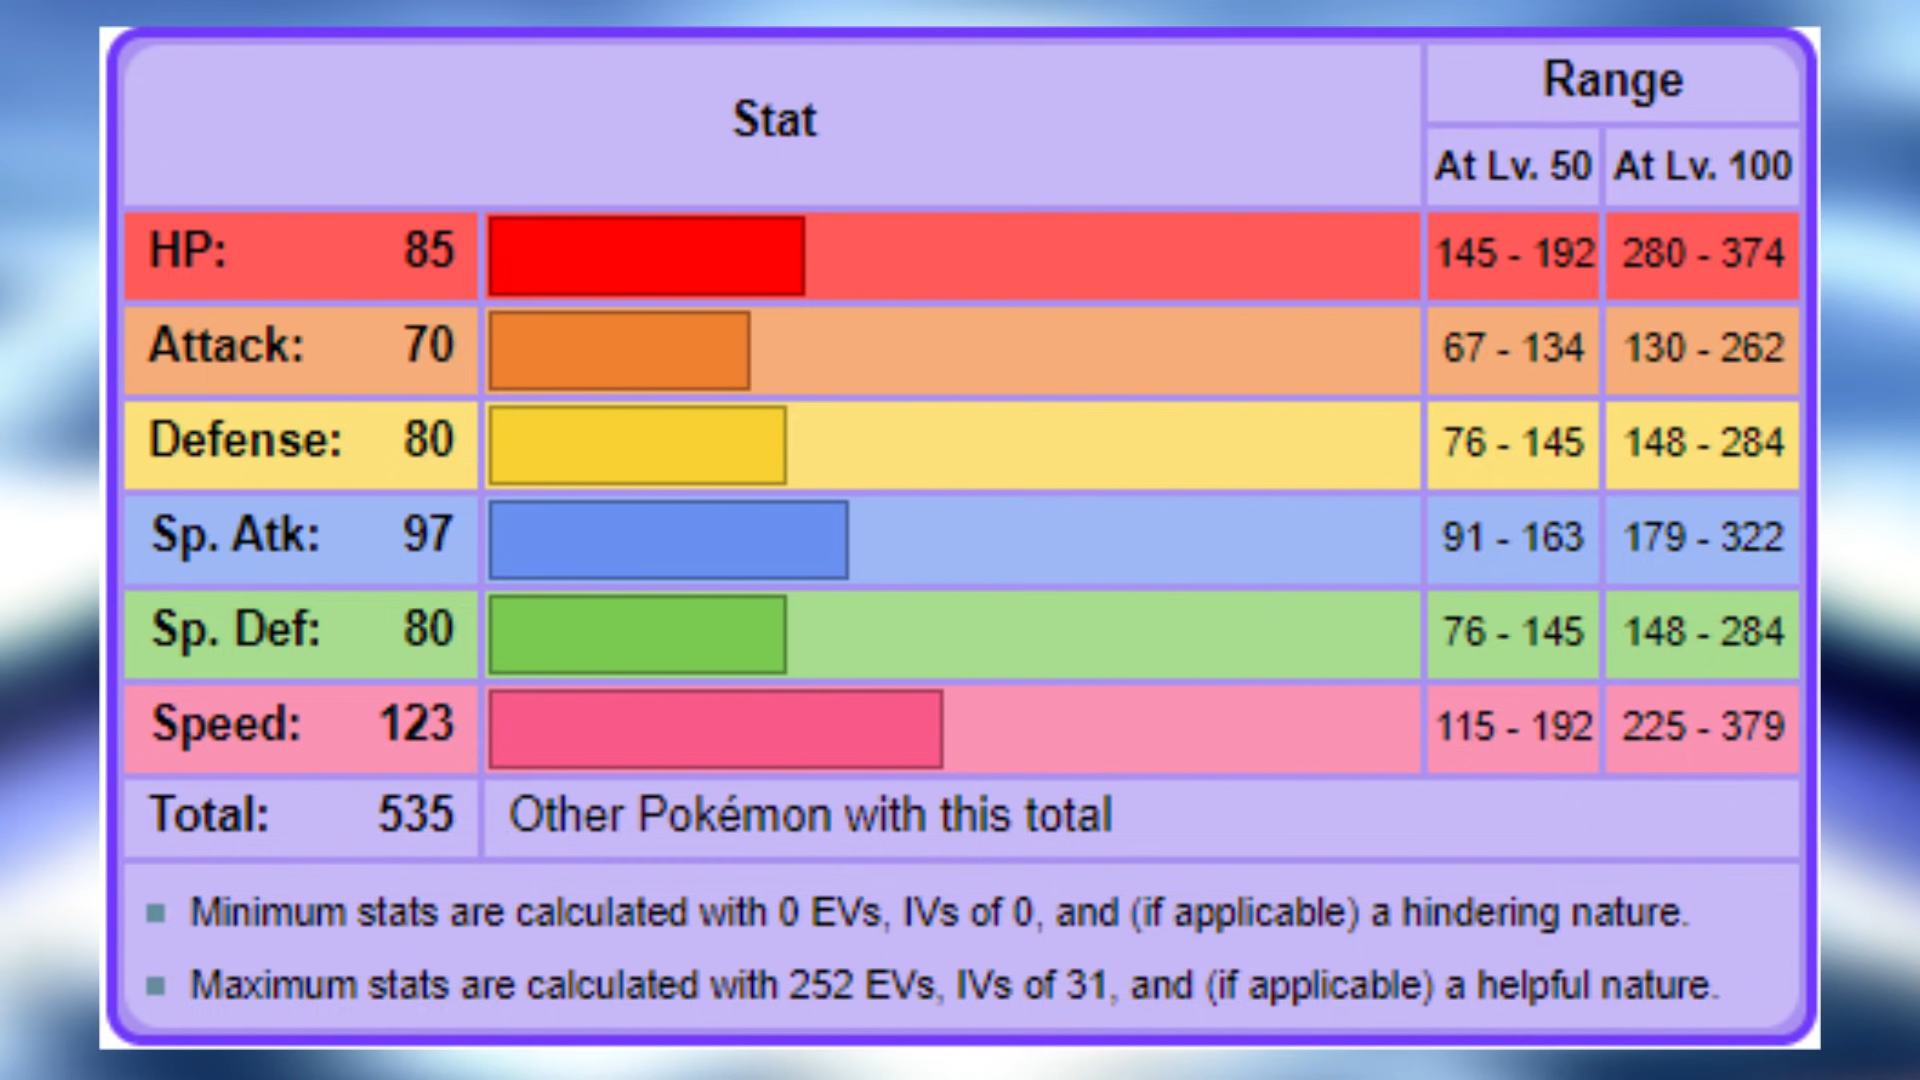 Stat
Range
At Lv. 50 At Lv. 100
HP: 85 145 - 192 280 - 374
Attack: 70 67 - 134 130 - 262
Defense: 80 76 - 145 148 - 284
Sp. Atk: 97 91 - 163 179 - 322
Sp. Def: 80 76 - 145 148 - 284
Speed: 123 115 - 192 225 - 379
Total: 535 Other Pokémon with this total
Minimum stats are calculated with 0 EVs, IVs of 0, and (if applicable) a hindering nature.
Maximum stats are calculated with 252 EVs, IVs of 31, and (if applicable) a helpful nature.